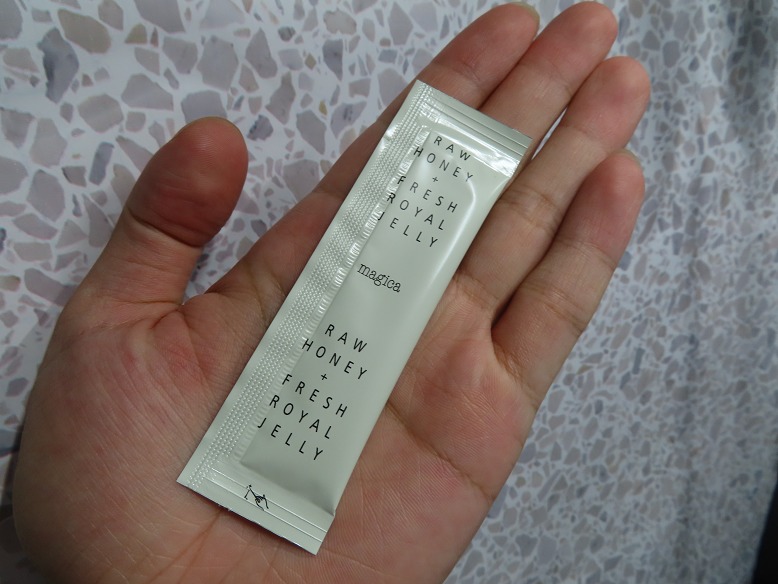 RAW
HONEY
+
FRESH
ROYAL
JELLY
magica
RAW
HONEY
+
FRESH
ROYAL
JELLY